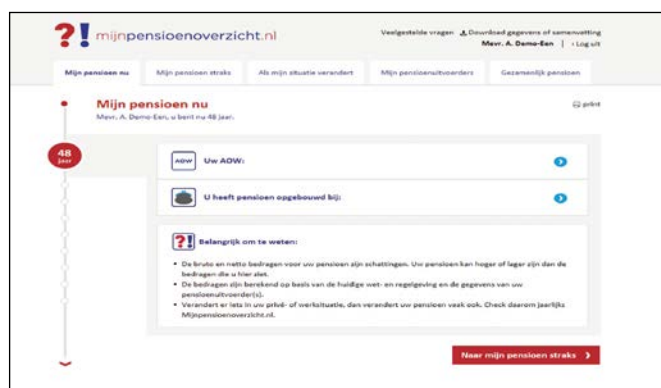 ?! mijnpensioenoverzicht.nl
Veelgestelde vragen Download gegevens of samenvatting
Mevr. A. Demo-Een | Log uit
Mijn pensioen nu Mijn pensioen straks Als mijn situatie verandert Mijn pensioenuitvoerders Gezamenlijk pensioen
Mijn pensioen nu
print
Mevr. A. Demo-Een, u bent nu 48 jaar.
48
jaar
AOW Uw AOW:
U heeft pensioen opgebouwd bij:
?! Belangrijk om te weten:
• De bruto en netto bedragen voor uw pensioen zijn schattingen. Uw pensioen kan hoger of lager zijn dan de
bedragen die u hier ziet.
• De bedragen zijn berekend op basis van de huidige wet- en regelgeving en de gegevens van uw
pensioenuitvoerder(s).
• Verandert er iets in uw privé- of werksituatie, dan verandert uw pensioen vaak ook. Check daarom jaarlijks
Mijnpensioenoverzicht.nl.
Naar mijn pensioen straks